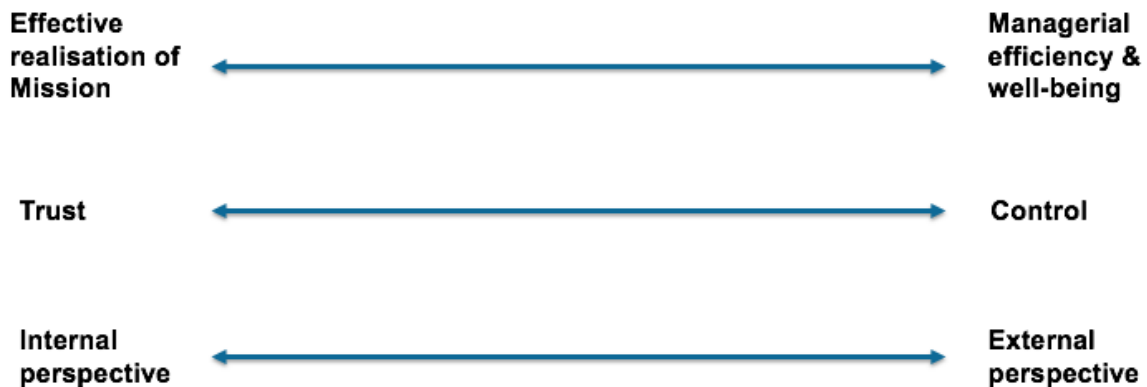 Effective
realisation of
Mission
Managerial
efficiency &
well-being
Trust
Control
Internal
perspective
External
perspective